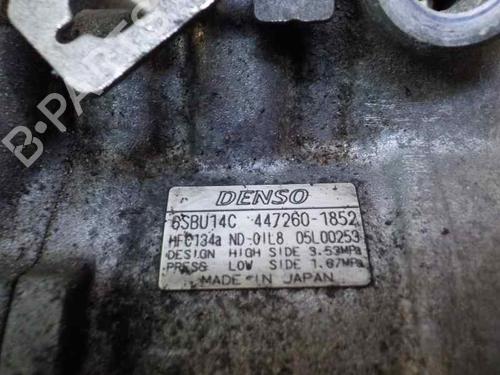 B-PARTS
DENSO
6SBU14C 447260-1852
HFC134a ND-OIL8 05L00253
DESIGN HIGH SIDE 3.53MPa
PRESS LOW SIDE 1.67MPa
MADE IN JAPAN